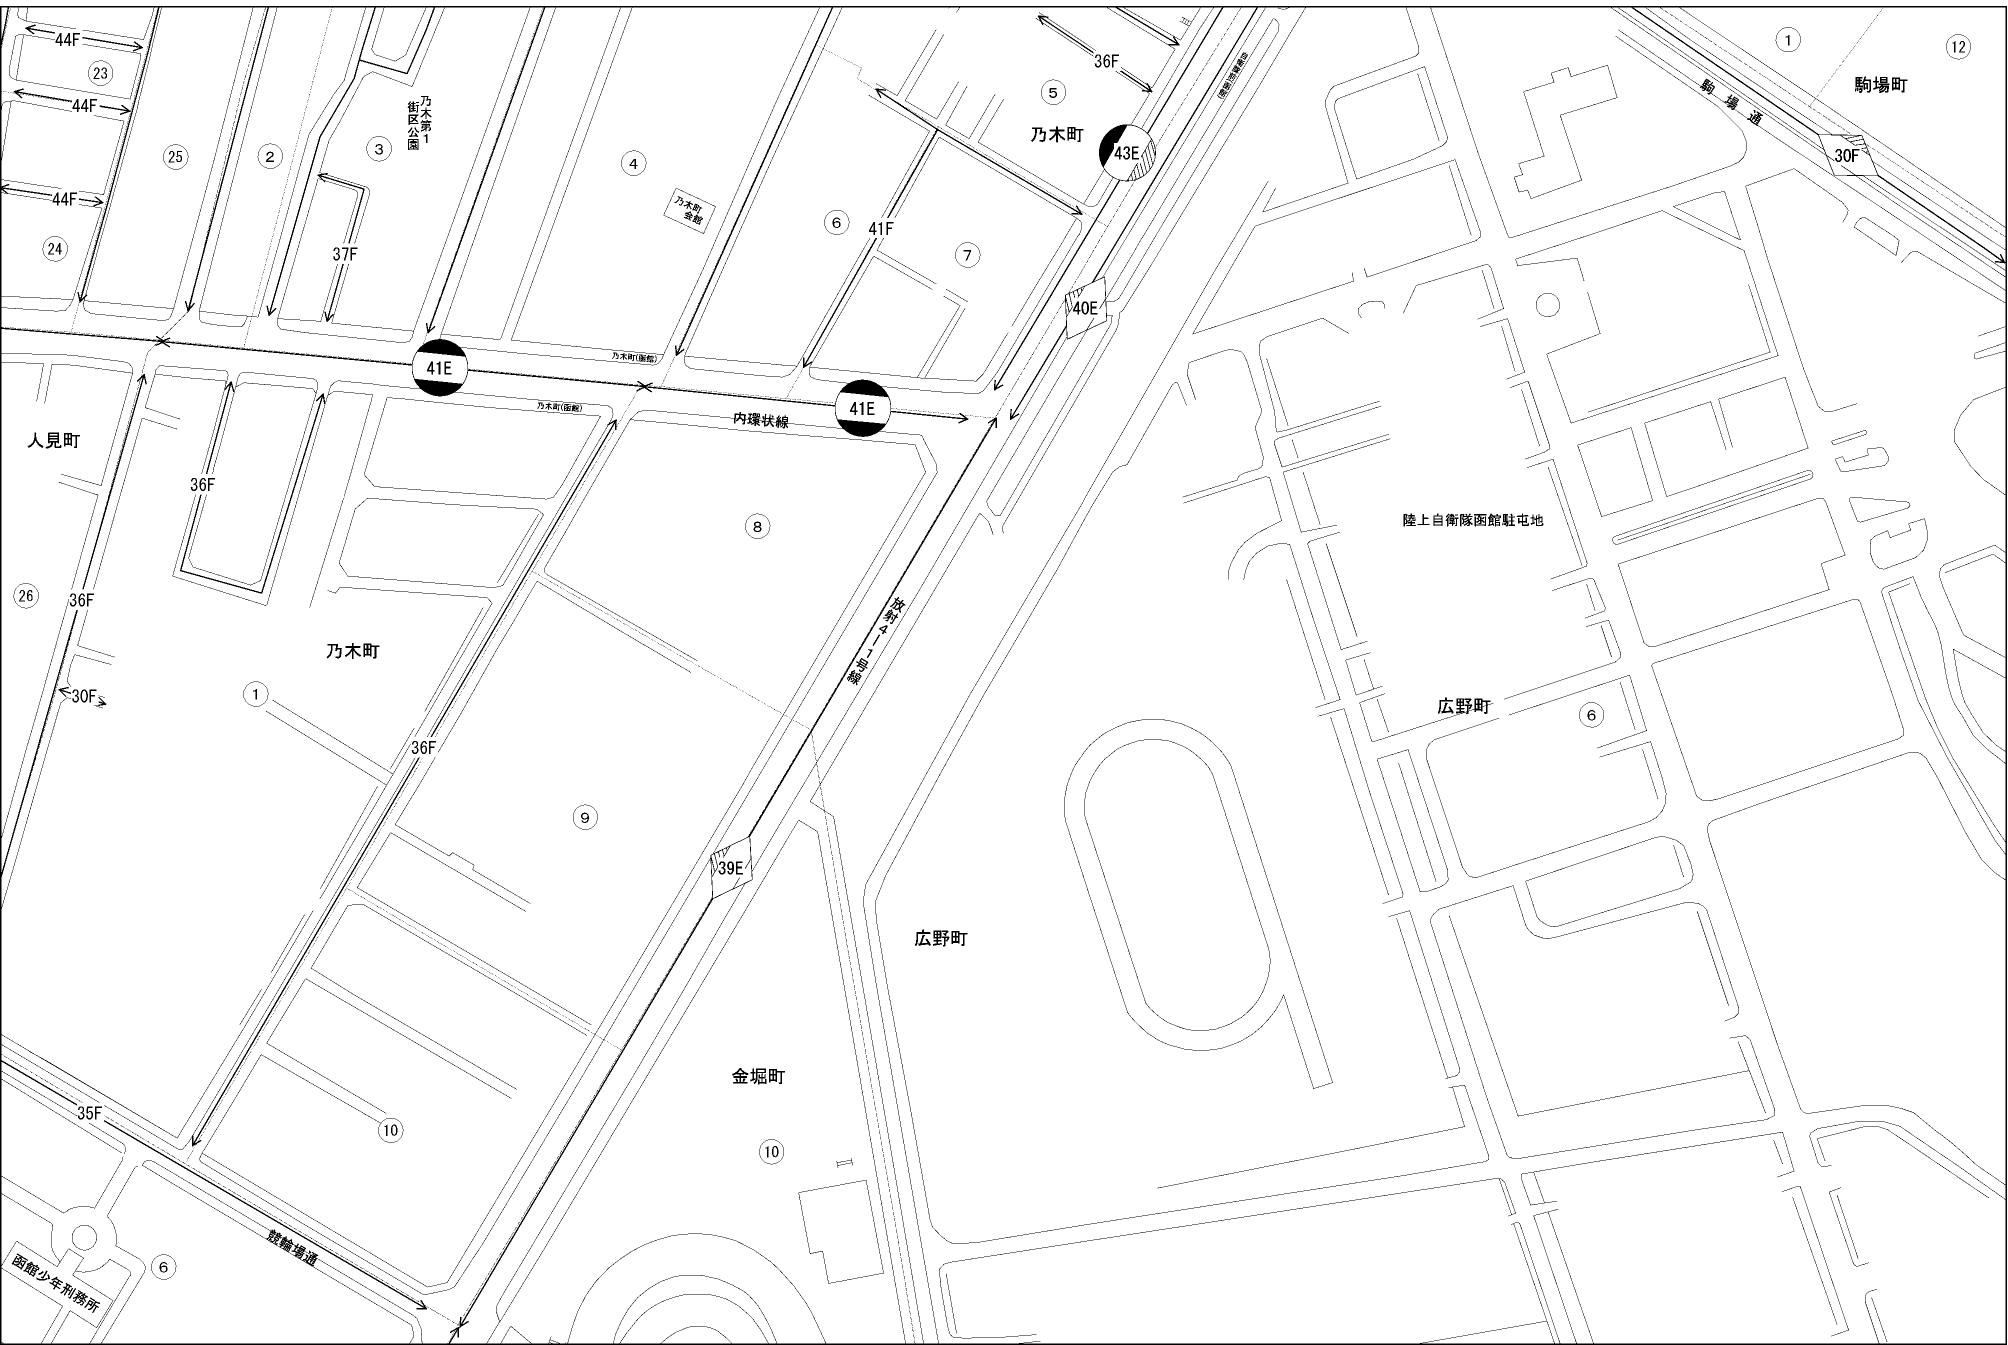 44F
23
44F
44F
24
25
2
3
乃木第1
街区公園
37F
4
乃木町
会館
36F
5
乃木町
43E
6
41F
7
40E
自衛隊前(函館)
駒場通
1
12
駒場町
30F
41E
乃木町(函館)
乃木町(函館)
内環状線
41E
人見町
36F
26
36F
30F
乃木町
1
36F
8
放射4-1号線
9
39E
陸上自衛隊函館駐屯地
広野町
6
広野町
金堀町
10
10
35F
競輪場通
6
函館少年刑務所